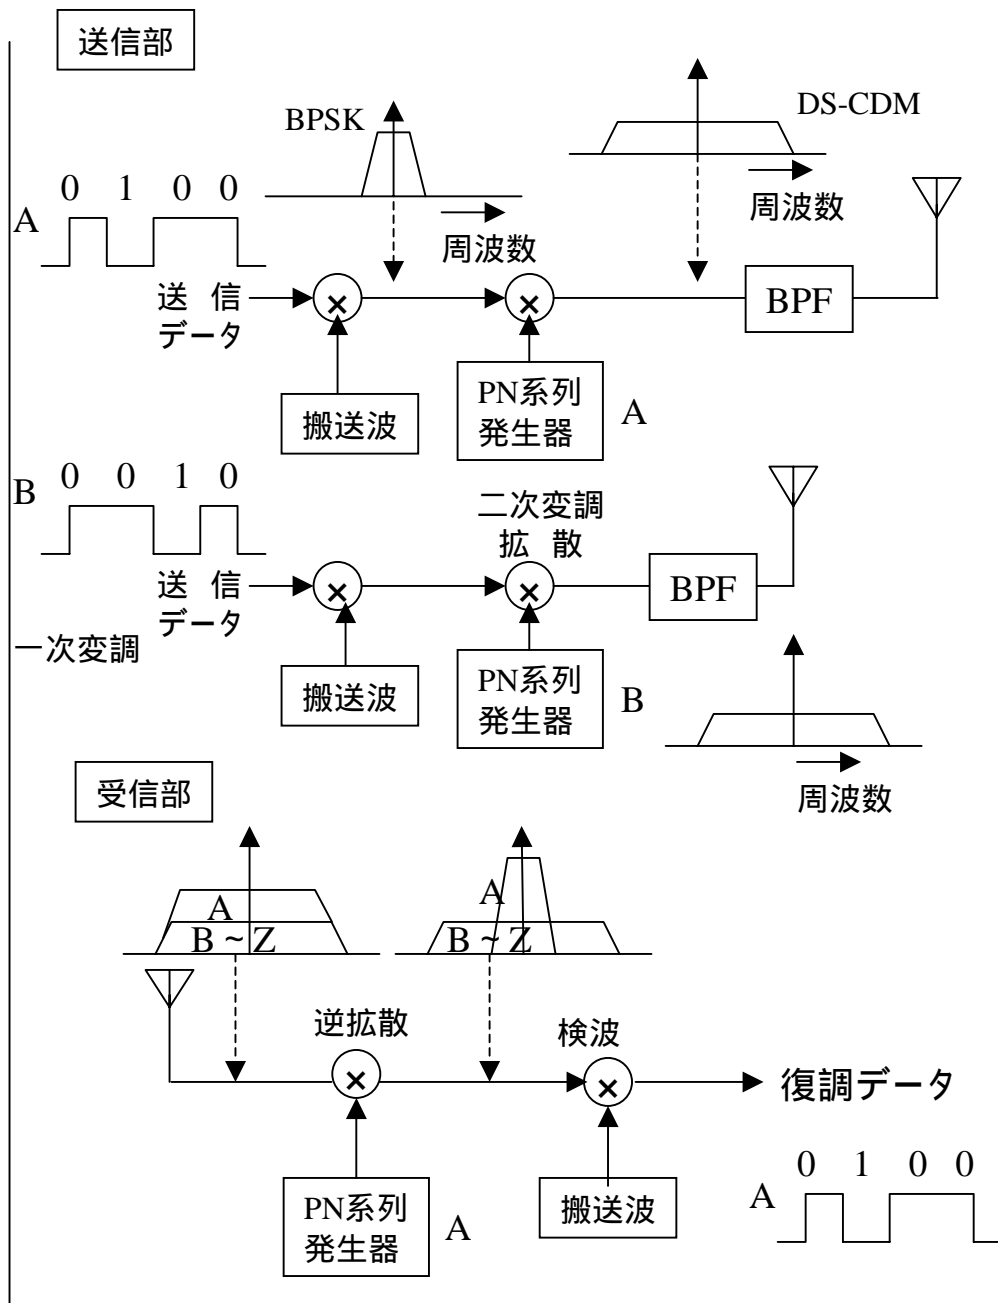 送信部
BPSK
DS-CDM
周波数
周波数
0 1 0 0
A
送 信
データ
×
×
BPF
搬送波
PN系列
発生器
A
0 0 1 0
B
二次変調
拡 散
送 信
データ
×
×
BPF
一次変調
搬送波
PN系列
発生器
B
周波数
受信部
A
B ~ Z
A
B ~ Z
逆拡散
検波
×
×
復調データ
PN系列
発生器
A
搬送波
0 1 0 0
A